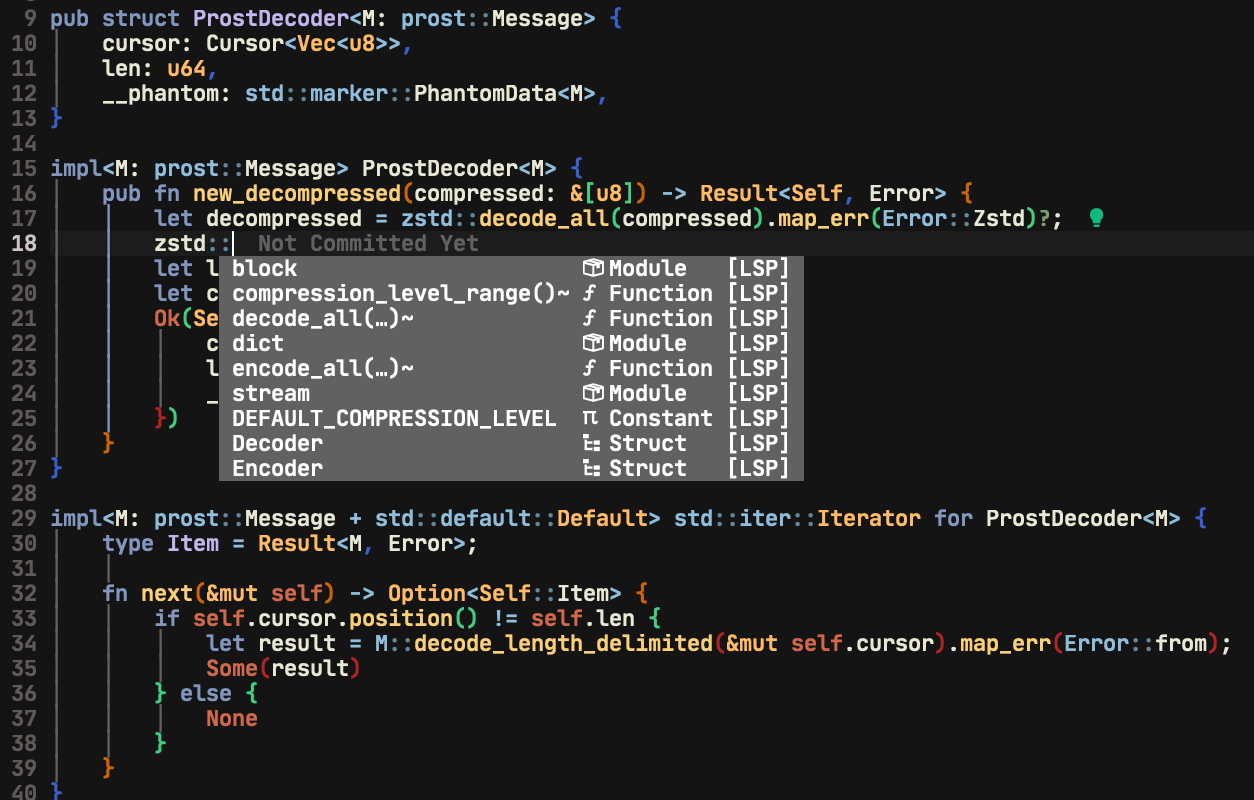 9 pub struct ProstDecoder<M: prost::Message> {
10 cursor: Cursor<Vec<u8>>,
11 len: u64,
12 __phantom: std::marker::PhantomData<M>,
13 }
14
15 impl<M: prost::Message> ProstDecoder<M> {
16 pub fn new_decompressed(compressed: &[u8]) -> Result<Self, Error> {
17 let decompressed = zstd::decode_all(compressed).map_err(Error::Zstd)?;
18 zstd:: Not Committed Yet
19 let l block Module [LSP]
20 let c compression_level_range()~ ƒ Function [LSP]
21 Ok(Se decode_all(…)~ ƒ Function [LSP]
22 c dict Module [LSP]
23 l encode_all(…)~ ƒ Function [LSP]
24 _ stream Module [LSP]
25 }) DEFAULT_COMPRESSION_LEVEL π Constant [LSP]
26 } Decoder Struct [LSP]
27 } Encoder Struct [LSP]
28
29 impl<M: prost::Message + std::default::Default> std::iter::Iterator for ProstDecoder<M> {
30 type Item = Result<M, Error>;
31
32 fn next(&mut self) -> Option<Self::Item> {
33 if self.cursor.position() != self.len {
34 let result = M::decode_length_delimited(&mut self.cursor).map_err(Error::from);
35 Some(result)
36 } else {
37 None
38 }
39 }
40 }